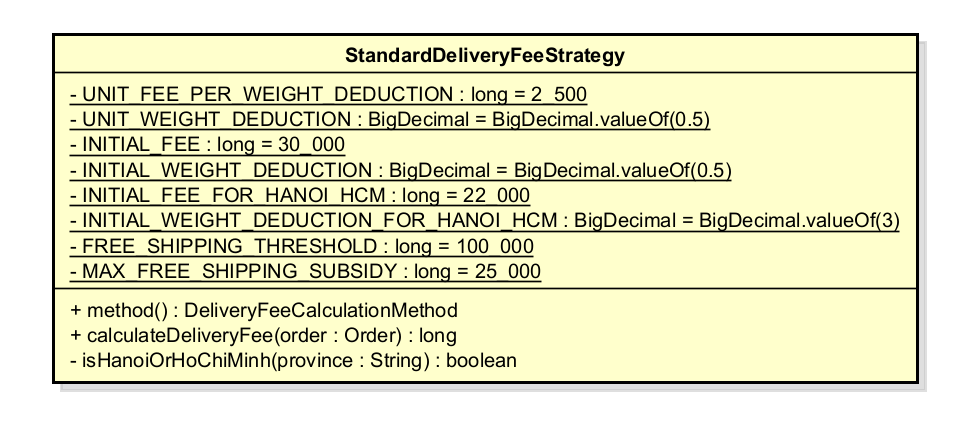 StandardDeliveryFeeStrategy
- UNIT_FEE_PER_WEIGHT_DEDUCTION : long = 2_500
- UNIT_WEIGHT_DEDUCTION : BigDecimal = BigDecimal.valueOf(0.5)
- INITIAL_FEE : long = 30_000
- INITIAL_WEIGHT_DEDUCTION : BigDecimal = BigDecimal.valueOf(0.5)
- INITIAL_FEE_FOR_HANOI_HCM : long = 22_000
- INITIAL_WEIGHT_DEDUCTION_FOR_HANOI_HCM : BigDecimal = BigDecimal.valueOf(3)
- FREE_SHIPPING_THRESHOLD : long = 100_000
- MAX_FREE_SHIPPING_SUBSIDY : long = 25_000
+ method() : DeliveryFeeCalculationMethod
+ calculateDeliveryFee(order : Order) : long
- isHanoiOrHoChiMinh(province : String) : boolean